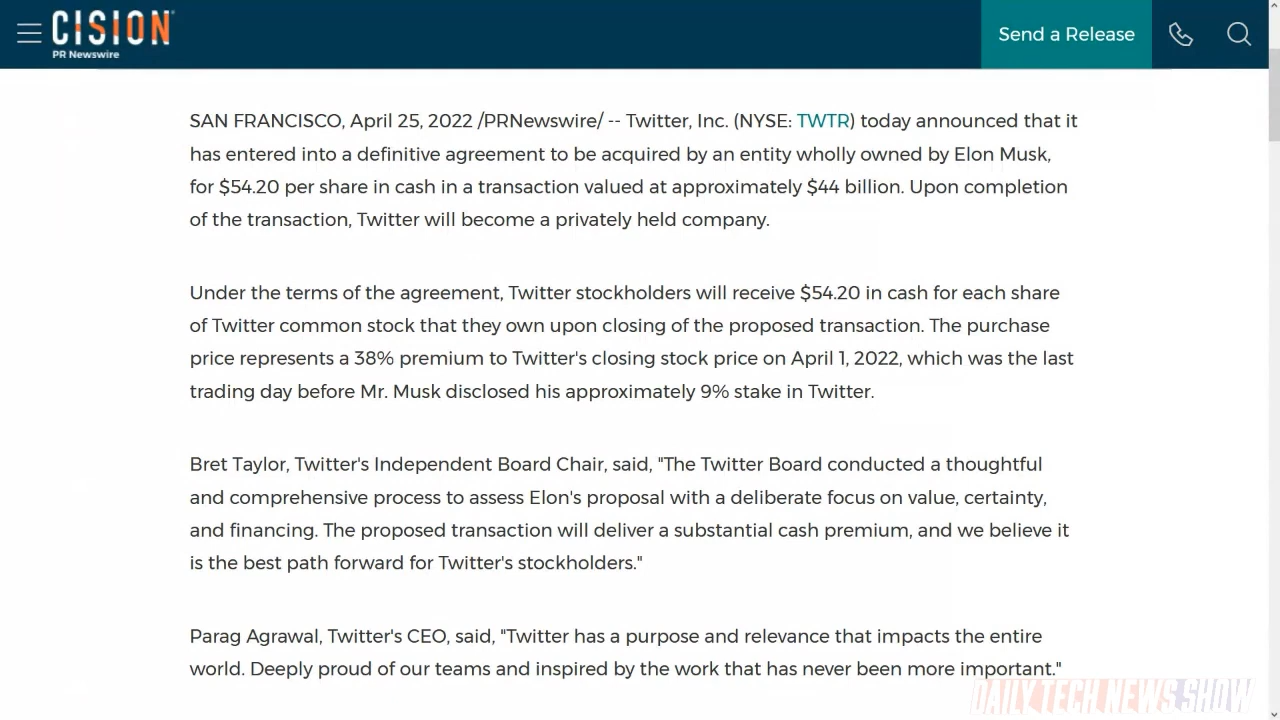 CISION
PR Newswire
Send a Release
SAN FRANCISCO, April 25, 2022 /PRNewswire/ -- Twitter, Inc. (NYSE: TWTR) today announced that it
has entered into a definitive agreement to be acquired by an entity wholly owned by Elon Musk,
for $54.20 per share in cash in a transaction valued at approximately $44 billion. Upon completion
of the transaction, Twitter will become a privately held company.
Under the terms of the agreement, Twitter stockholders will receive $54.20 in cash for each share
of Twitter common stock that they own upon closing of the proposed transaction. The purchase
price represents a 38% premium to Twitter's closing stock price on April 1, 2022, which was the last
trading day before Mr. Musk disclosed his approximately 9% stake in Twitter.
Bret Taylor, Twitter's Independent Board Chair, said, "The Twitter Board conducted a thoughtful
and comprehensive process to assess Elon's proposal with a deliberate focus on value, certainty,
and financing. The proposed transaction will deliver a substantial cash premium, and we believe it
is the best path forward for Twitter's stockholders."
Parag Agrawal, Twitter's CEO, said, "Twitter has a purpose and relevance that impacts the entire
world. Deeply proud of our teams and inspired by the work that has never been more important."
DAILY TECH NEWS SHOW